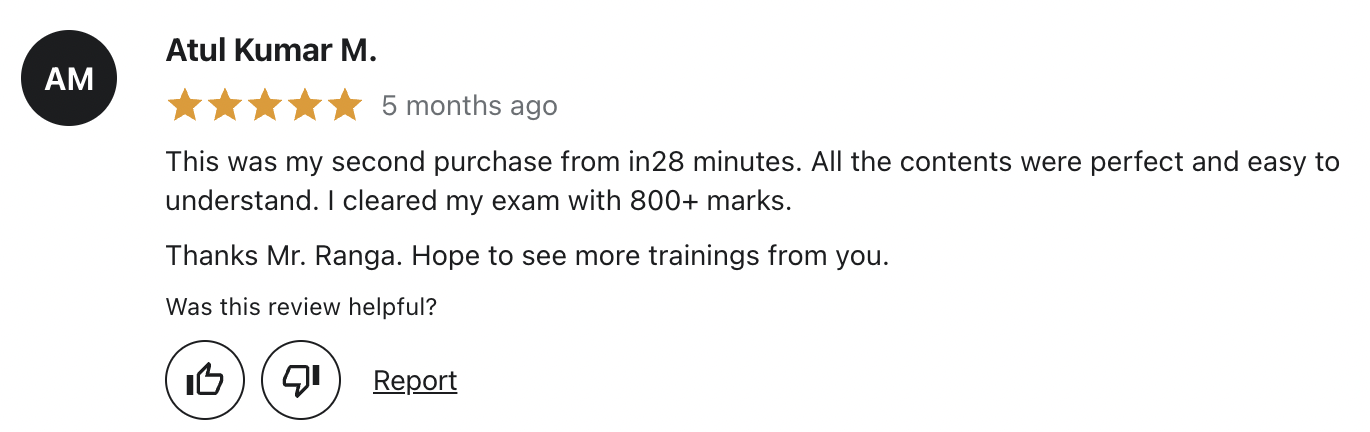 AM
Atul Kumar M.
5 months ago
This was my second purchase from in28 minutes. All the contents were perfect and easy to
understand. I cleared my exam with 800+ marks.
Thanks Mr. Ranga. Hope to see more trainings from you.
Was this review helpful?
Report